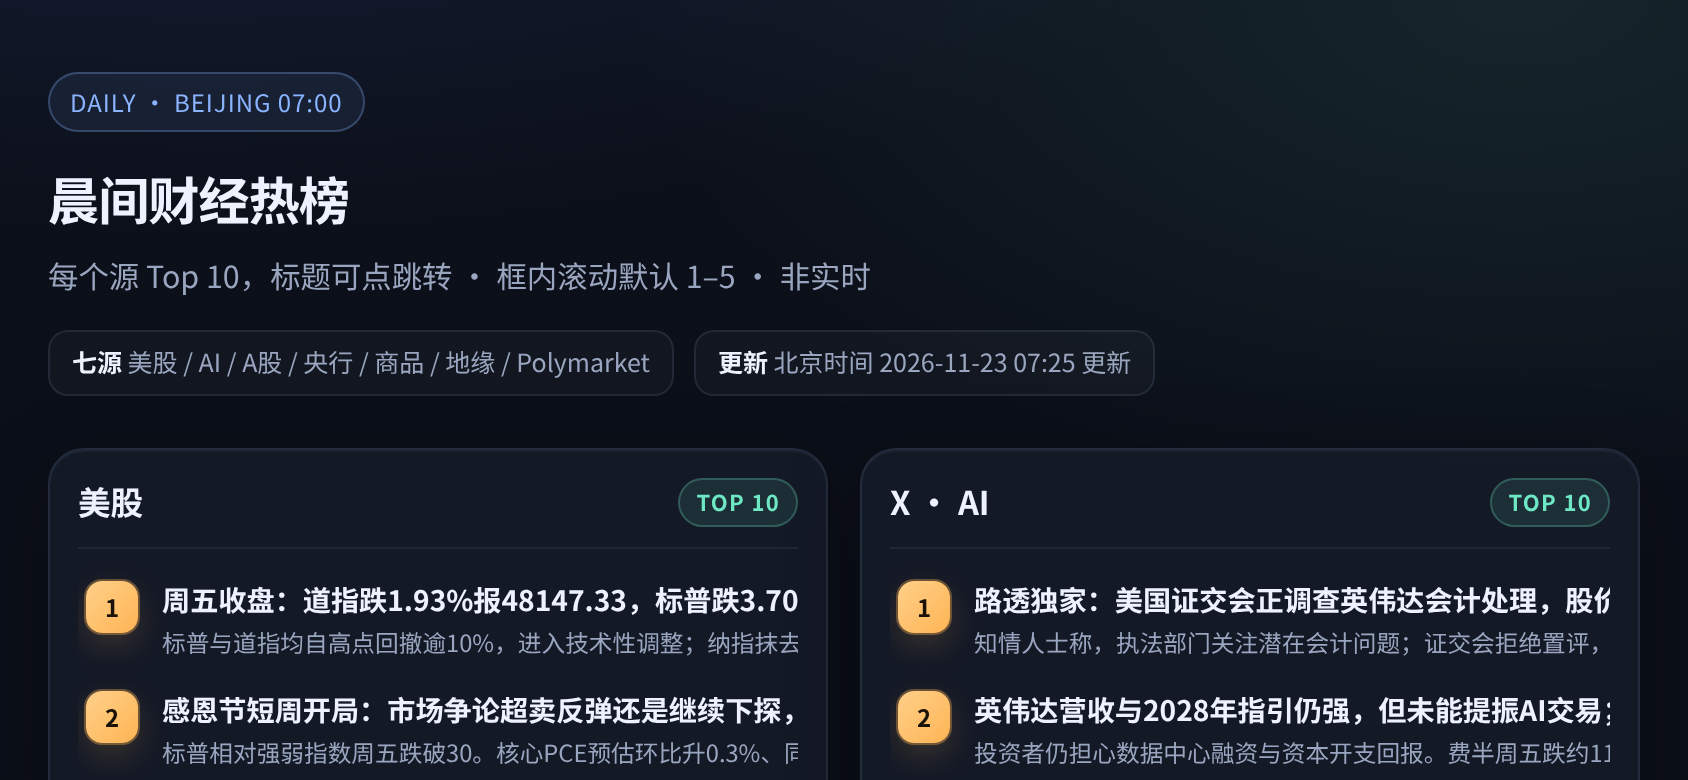 DAILY · BEIJING 07:00
晨间财经热榜
每个源 Top 10，标题可点跳转 · 框内滚动默认 1–5 · 非实时
七源 美股 / AI / A股 / 央行 / 商品 / 地缘 / Polymarket
更新 北京时间 2026-11-23 07:25 更新
美股
TOP 10
1
周五收盘：道指跌1.93%报48147.33，标普跌3.70
标普与道指均自高点回撤逾10%，进入技术性调整；纳指抹去
2
感恩节短周开局：市场争论超卖反弹还是继续下探，
标普相对强弱指数周五跌破30。核心PCE预估环比升0.3%、
X · AI
TOP 10
1
路透独家：美国证交会正调查英伟达会计处理，股价
知情人士称，执法部门关注潜在会计问题；证交会拒绝置评，
2
英伟达营收与2028年指引仍强，但未能提振AI交易；
投资者仍担心数据中心融资与资本开支回报。费半周五跌约11